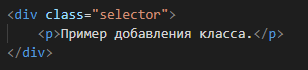 <div class="selector">
    <p>Пример добавления класса.</p>
</div>